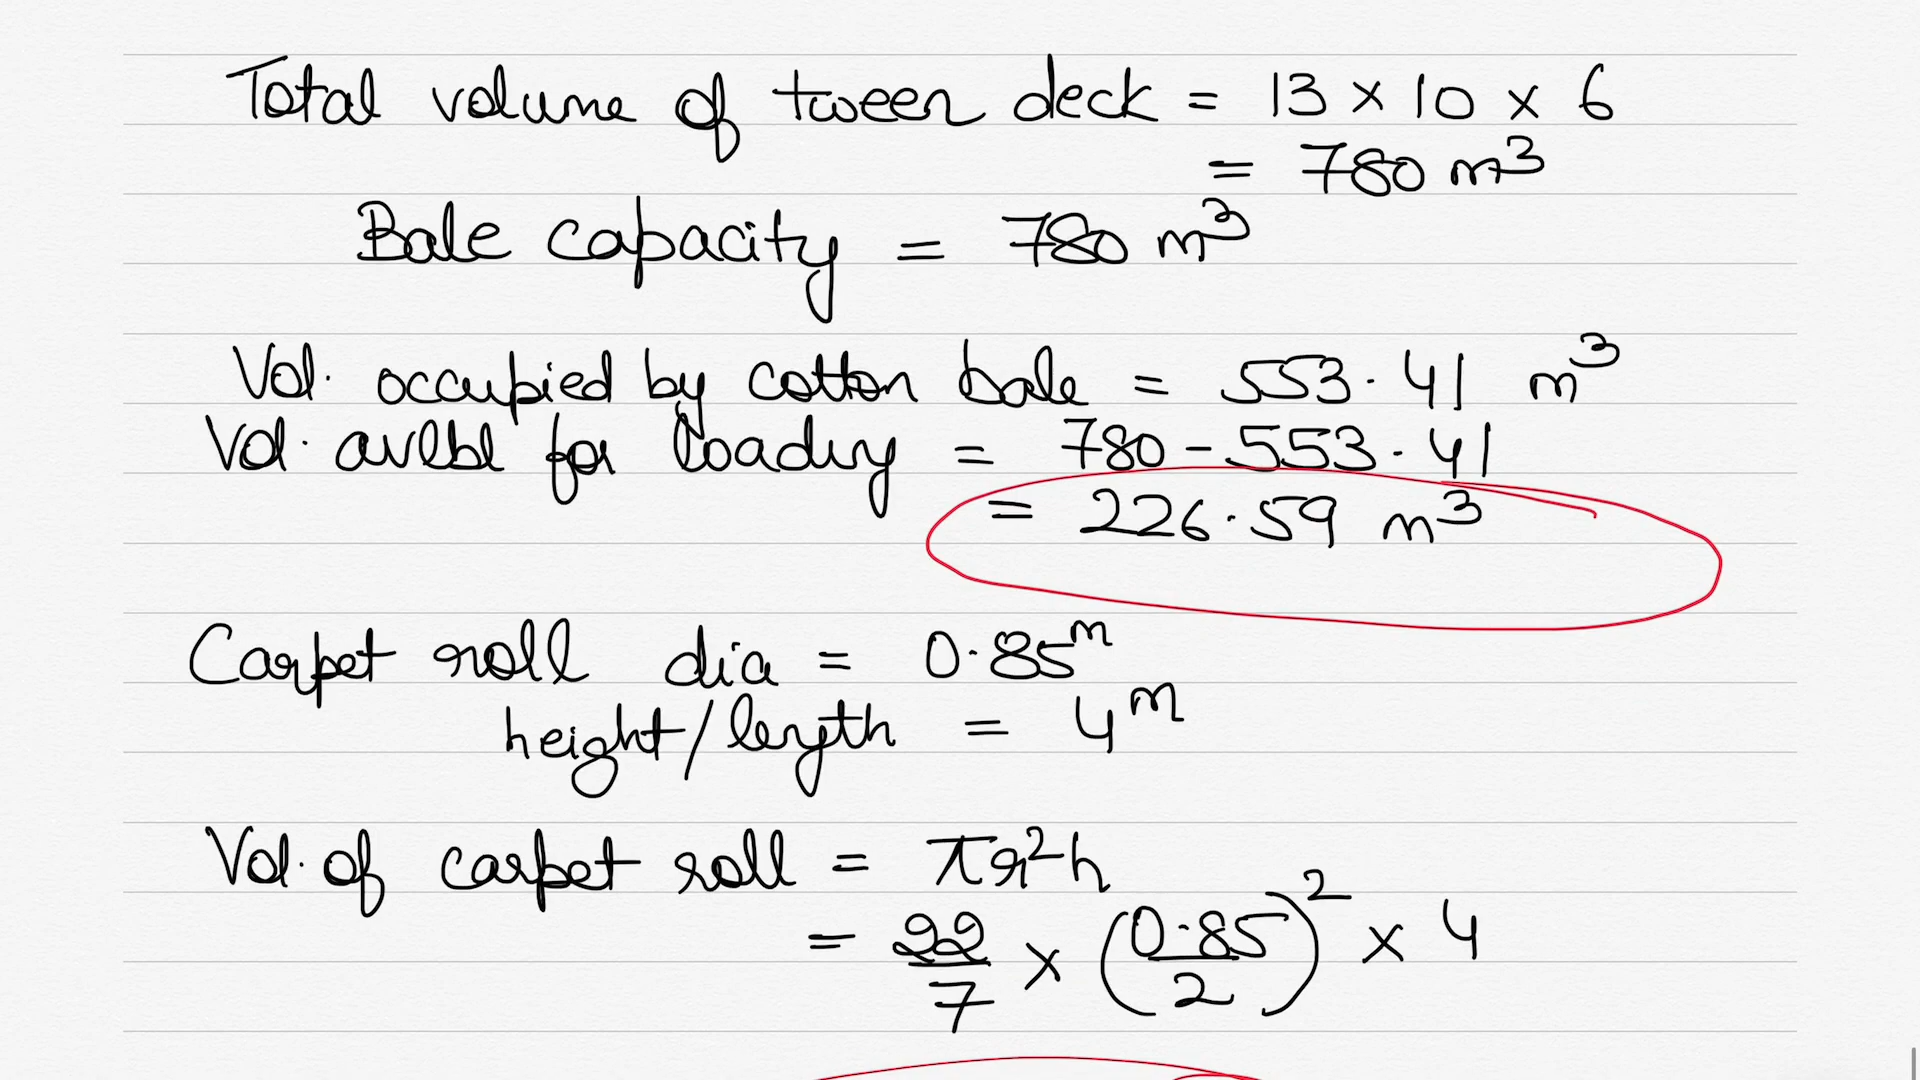 Total volume of tween deck = 13 × 10 × 6
= 780 m³
Bale capacity = 780 m³
Vol. occupied by cotton bale = 553.41 m³
Vol. avlbl for loading = 780 - 553.41
= 226.59 m³
Carpet roll dia = 0.85ᵐ
height/length = 4ᵐ
Vol. of carpet roll = πr²h
= 22/7 × (0.85/2)² × 4